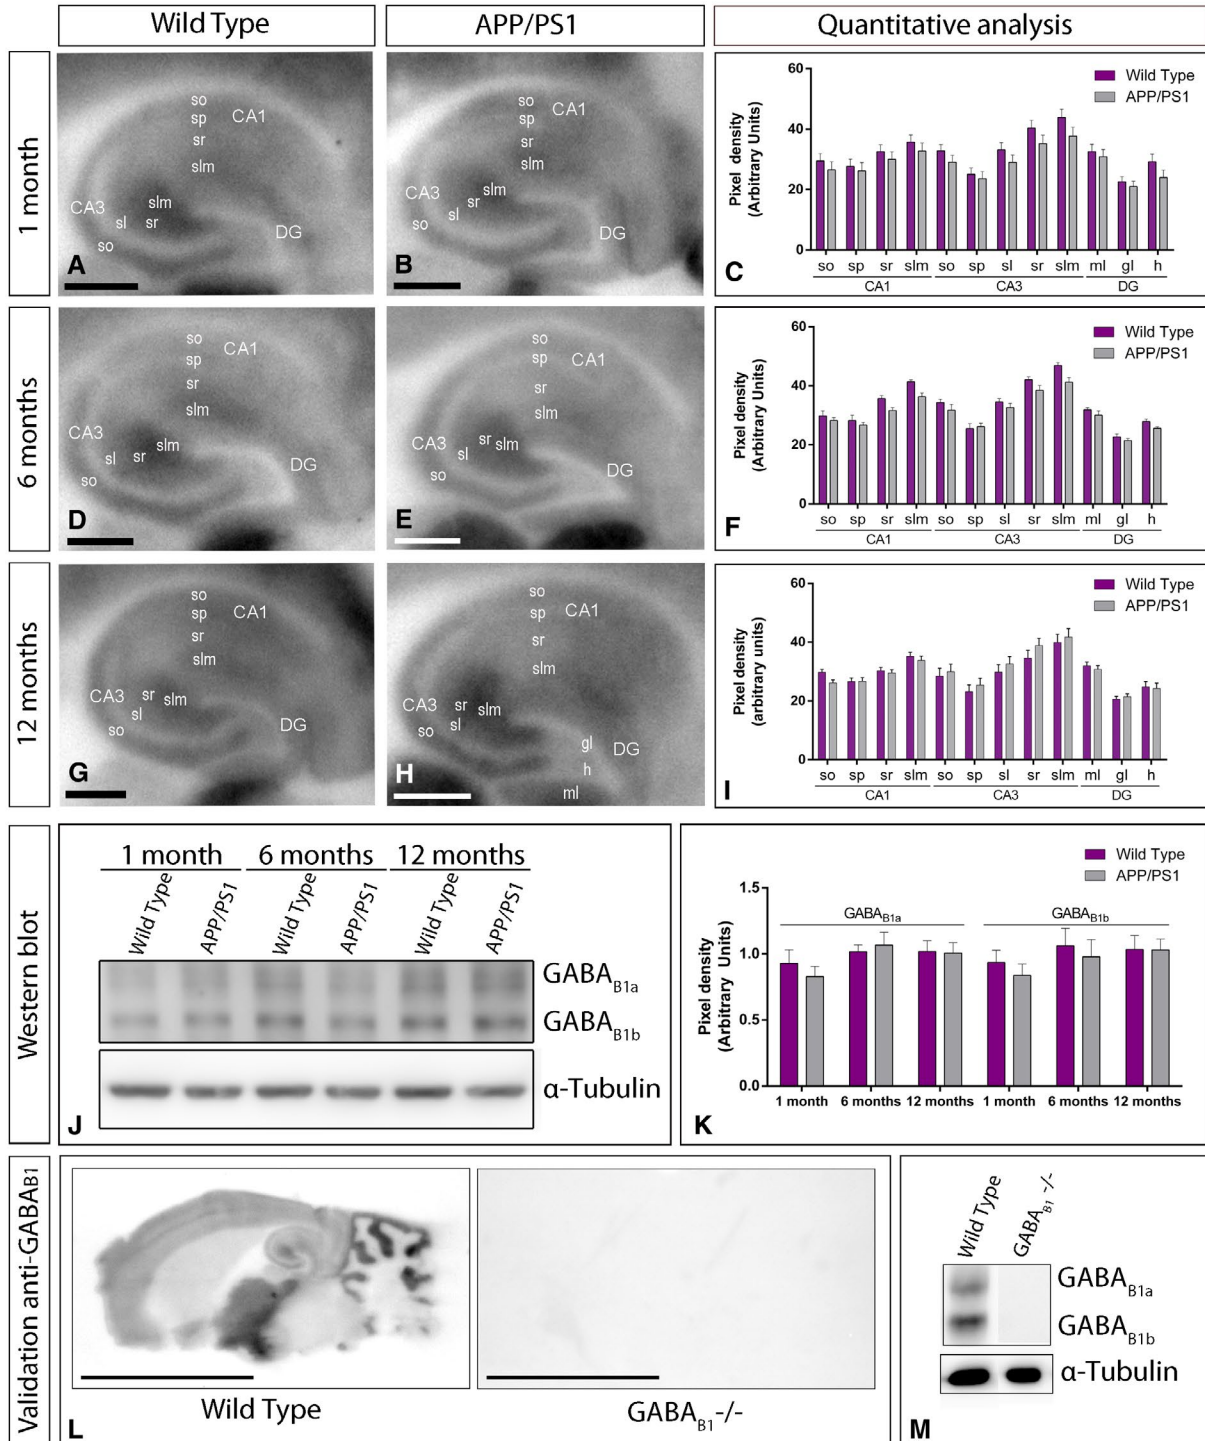 Wild Type
APP/PS1
Quantitative analysis
1 month
so
sp
sr
slm
CA1
CA3
slm
sl
sr
so
DG
A
so
sp
sr
slm
CA1
CA3
slm
sr
sl
so
DG
B
60
40
20
0
Pixel density
(Arbitrary Units)
Wild Type
APP/PS1
so sp sr slm so sp sl sr slm ml gl h
CA1 CA3 DG
C
6 months
so
sp
sr
slm
CA1
CA3
slm
sr
sl
so
DG
D
so
sp
sr
slm
CA1
CA3
sr
slm
sl
so
DG
E
60
40
20
0
Pixel density
(Arbitrary Units)
Wild Type
APP/PS1
so sp sr slm so sp sl sr slm ml gl h
CA1 CA3 DG
F
12 months
so
sp
sr
slm
CA1
CA3
sr
slm
sl
so
DG
G
so
sp
sr
slm
CA1
CA3
sr
slm
sl
so
gl
DG
h
ml
H
60
40
20
0
Pixel density
(arbitrary units)
Wild Type
APP/PS1
so sp sr slm so sp sl sr slm ml gl h
CA1 CA3 DG
I
Western blot
1 month 6 months 12 months
Wild Type APP/PS1 Wild Type APP/PS1 Wild Type APP/PS1
GABAB1a
GABAB1b
α-Tubulin
J
Wild Type
APP/PS1
1.5
1.0
0.5
0.0
Pixel density
(Arbitrary Units)
GABAB1a GABAB1b
1 month 6 months 12 months 1 month 6 months 12 months
K
Validation anti-GABAB1
Wild Type
GABAB1-/-
L
Wild Type GABAB1 -/-
GABAB1a
GABAB1b
α-Tubulin
M